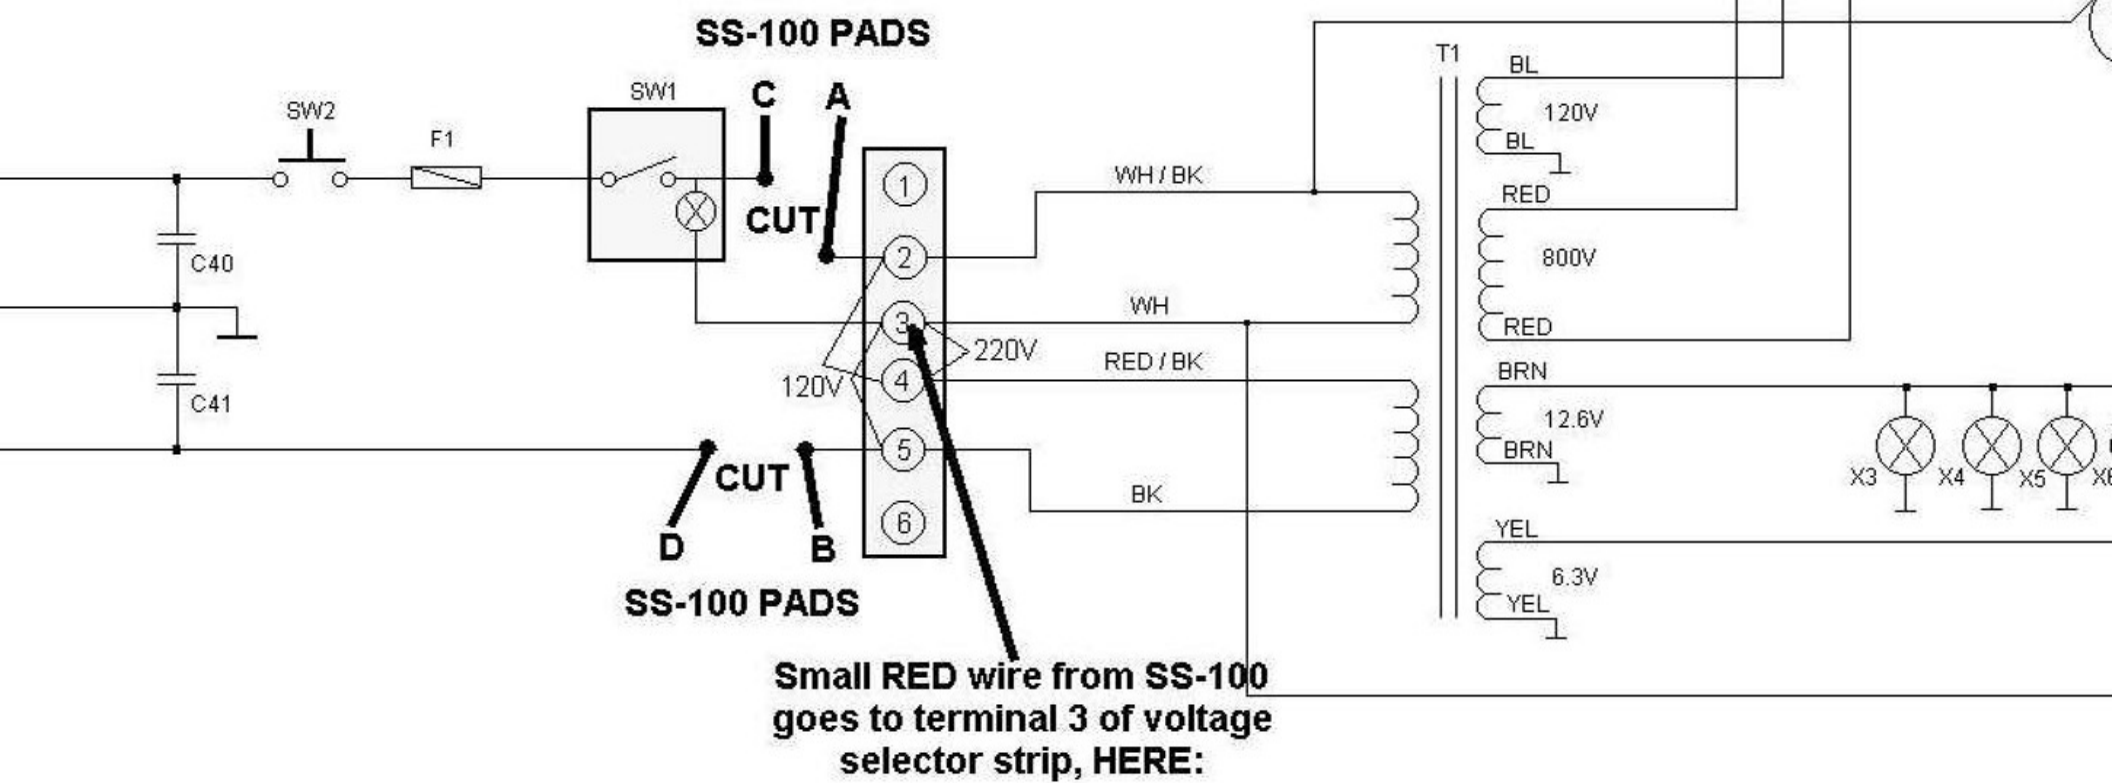 SS-100 PADS
C A
SW2
F1
SW1
CUT
C40
C41
1
2
3
4
5
6
120V
220V
WH / BK
WH
RED / BK
BK
T1
BL
120V
BL
RED
800V
RED
BRN
12.6V
BRN
YEL
6.3V
YEL
X3 X4 X5
CUT
D B
SS-100 PADS
Small RED wire from SS-100
goes to terminal 3 of voltage
selector strip, HERE: